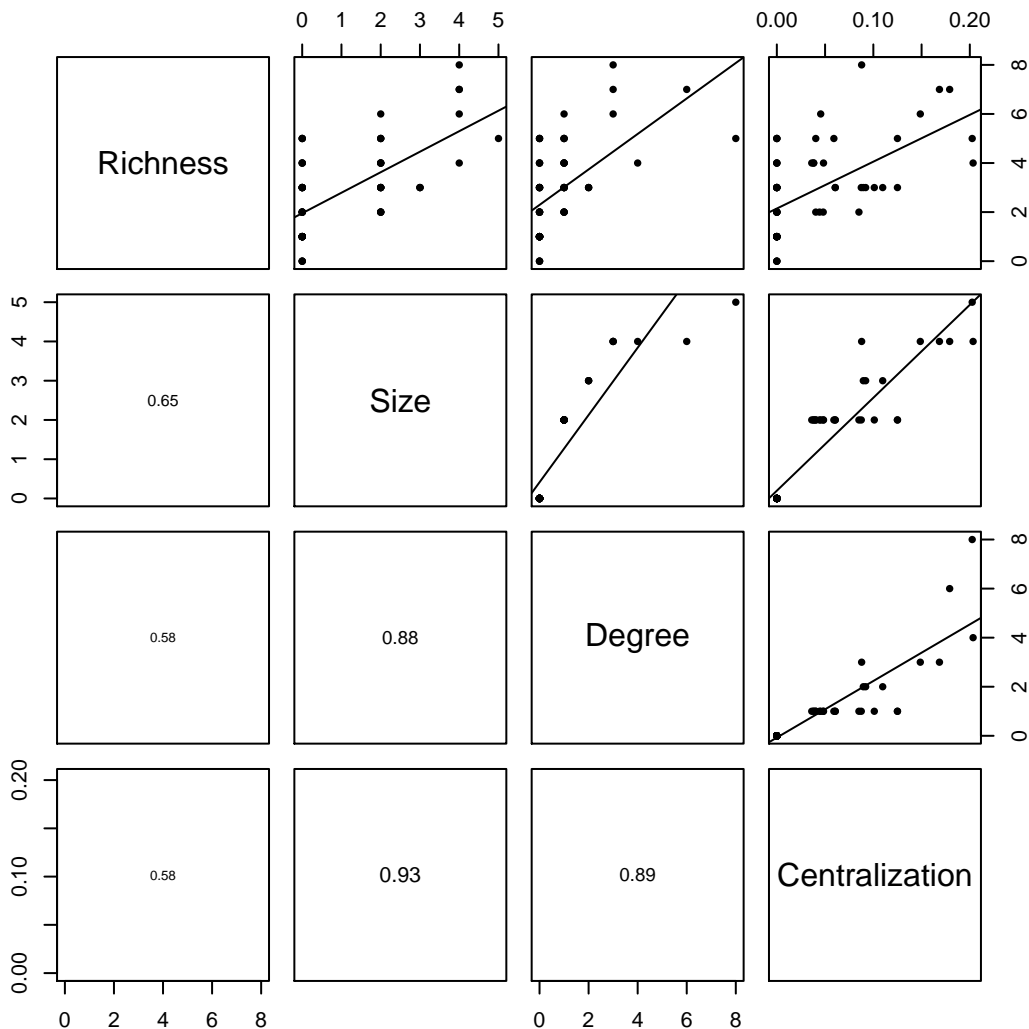 0 1 2 3 4 5 0.00 0.10 0.20
Richness 0 2 4 6 8
0 1 2 3 4 5 0.65 Size
0.58 0.88 Degree 0 2 4 6 8
0.00 0.10 0.20 0.58 0.93 0.89 Centralization
0 2 4 6 8 0 2 4 6 8